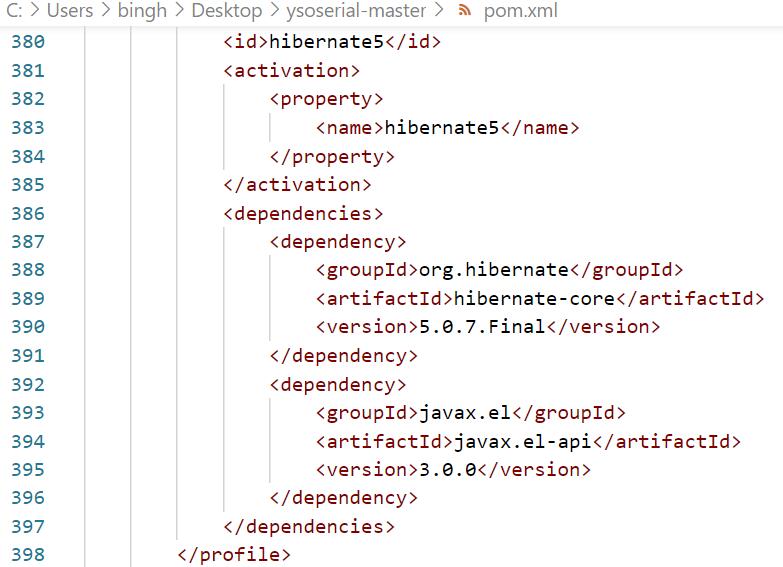 C: > Users > bingh > Desktop > ysoserial-master > pom.xml
380 <id>hibernate5</id>
381 <activation>
382 <property>
383 <name>hibernate5</name>
384 </property>
385 </activation>
386 <dependencies>
387 <dependency>
388 <groupId>org.hibernate</groupId>
389 <artifactId>hibernate-core</artifactId>
390 <version>5.0.7.Final</version>
391 </dependency>
392 <dependency>
393 <groupId>javax.el</groupId>
394 <artifactId>javax.el-api</artifactId>
395 <version>3.0.0</version>
396 </dependency>
397 </dependencies>
398 </profile>